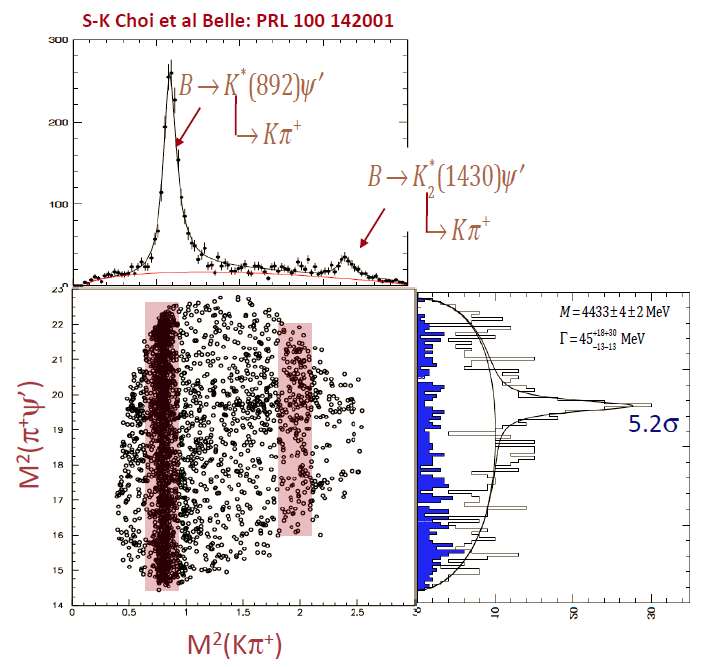 S-K Choi et al Belle: PRL 100 142001
300
200
100
B → K*(892)ψ′
→ Kπ⁺
B → K₂*(1430)ψ′
→ Kπ⁺
23
22
21
20
19
18
17
16
15
14
0
0.5
1
1.5
2
2.5
3
M²(π⁺ψ′)
M²(Kπ⁺)
M = 4433 ± 4 ± 2 MeV
Γ = 45 +18+30 −13−13 MeV
5.2σ
10
30